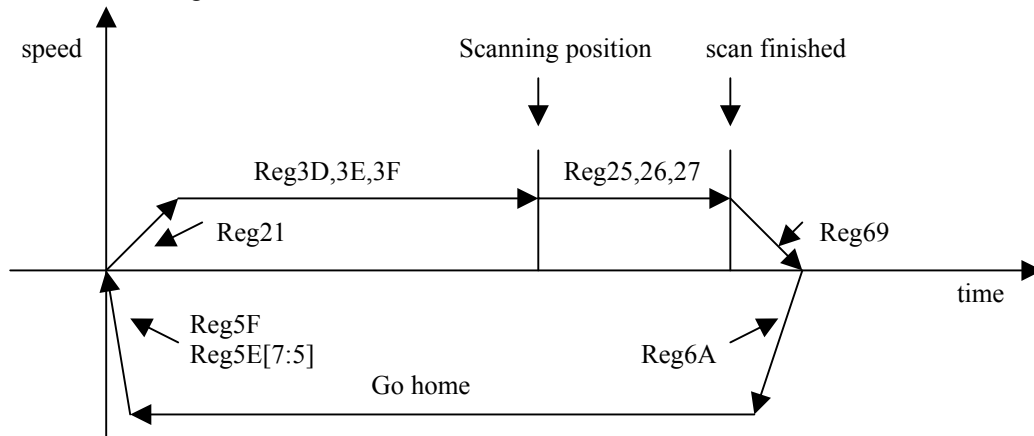 speed
Scanning position
scan finished
Reg3D,3E,3F
Reg25,26,27
Reg21
Reg69
time
Reg5F
Reg5E[7:5]
Reg6A
Go home